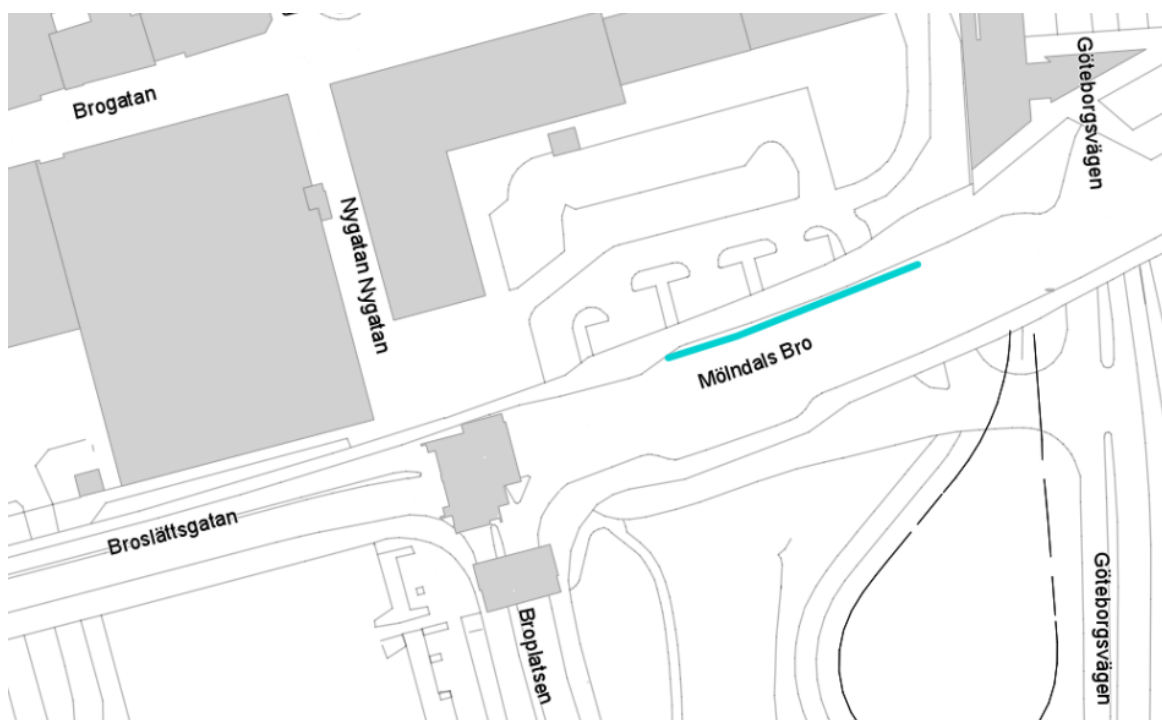 Göteborgsvägen
Brogatan
Nygatan Nygatan
Mölndals Bro
Broslättsgatan
Göteborgsvägen
Broplatsen